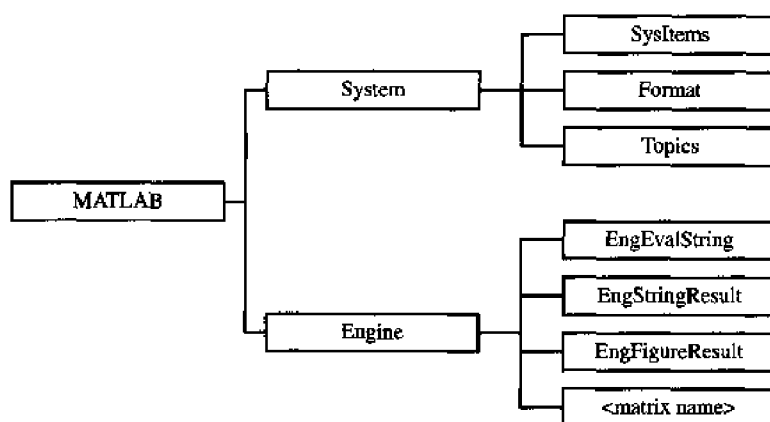 SysItems
System
Format
Topics
MATLAB
EngEvalString
EngStringResult
Engine
EngFigureResult
<matrix name>